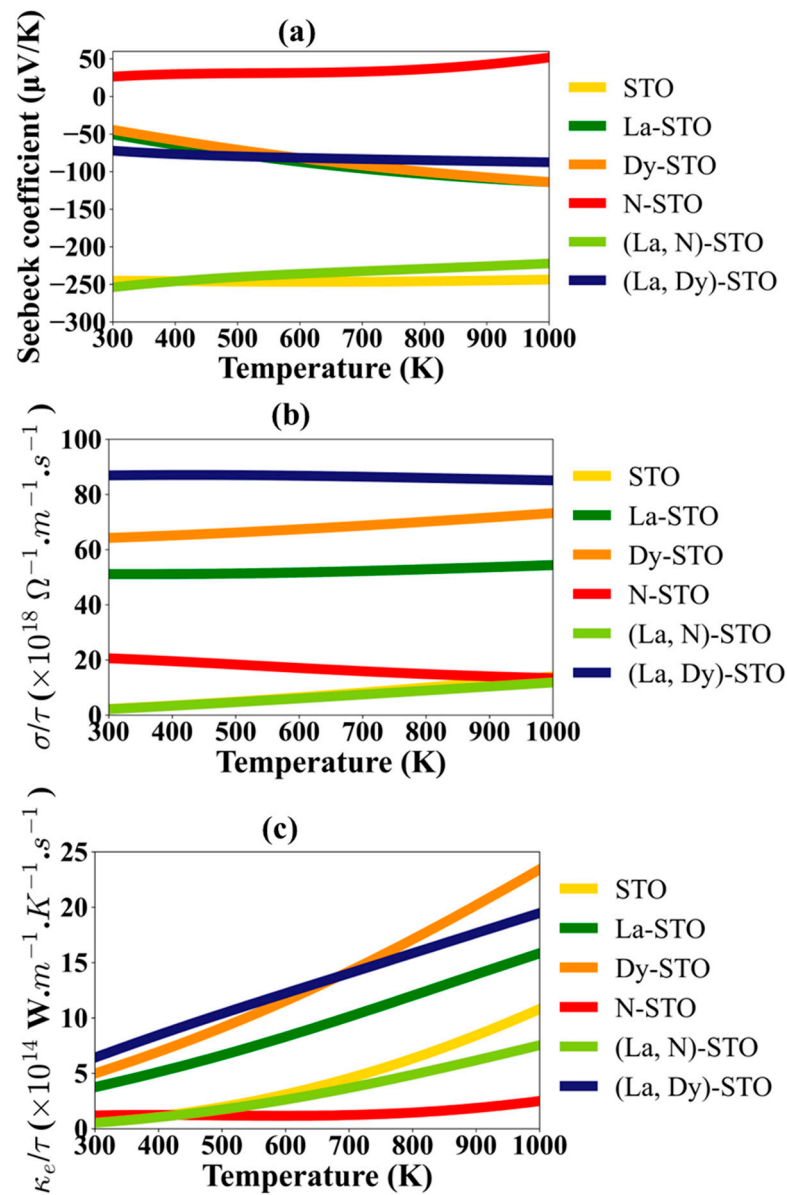 (a)
Seebeck coefficient (μV/K)
50
0
−50
−100
−150
−200
−250
−300
300 400 500 600 700 800 900 1000
Temperature (K)
STO
La-STO
Dy-STO
N-STO
(La, N)-STO
(La, Dy)-STO
(b)
σ/τ (×10¹⁸ Ω⁻¹.m⁻¹.s⁻¹)
100
80
60
40
20
0
300 400 500 600 700 800 900 1000
Temperature (K)
STO
La-STO
Dy-STO
N-STO
(La, N)-STO
(La, Dy)-STO
(c)
κₑ/τ (×10¹⁴ W.m⁻¹.K⁻¹.s⁻¹)
25
20
15
10
5
0
300 400 500 600 700 800 900 1000
Temperature (K)
STO
La-STO
Dy-STO
N-STO
(La, N)-STO
(La, Dy)-STO